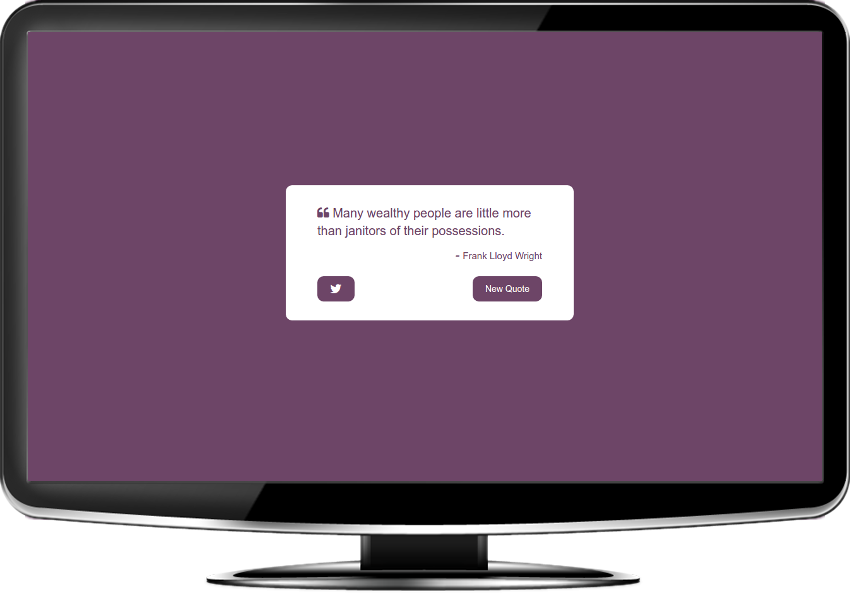 Many wealthy people are little more
than janitors of their possessions.
- Frank Lloyd Wright
New Quote